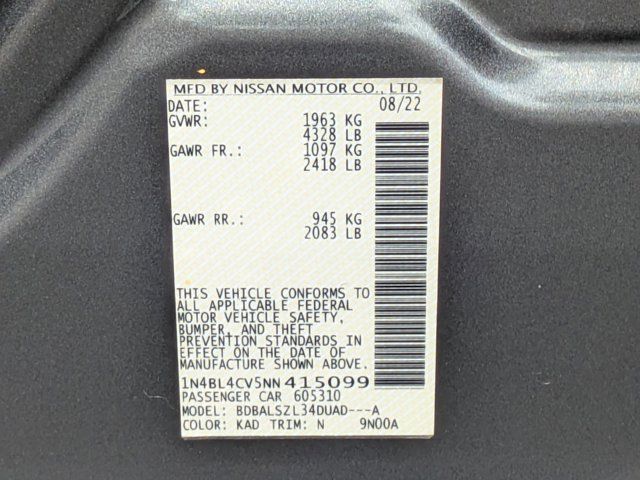 MFD BY NISSAN MOTOR CO., LTD.
DATE: 08/22
GVWR: 1963 KG
4328 LB
GAWR FR.: 1097 KG
2418 LB
GAWR RR.: 945 KG
2083 LB
THIS VEHICLE CONFORMS TO
ALL APPLICABLE FEDERAL
MOTOR VEHICLE SAFETY,
BUMPER, AND THEFT
PREVENTION STANDARDS IN
EFFECT ON THE DATE OF
MANUFACTURE SHOWN ABOVE.
1N4BL4CV5NN415099
PASSENGER CAR 605310
MODEL: BDBALSZL34DUAD---A
COLOR: KAD TRIM: N 9N00A